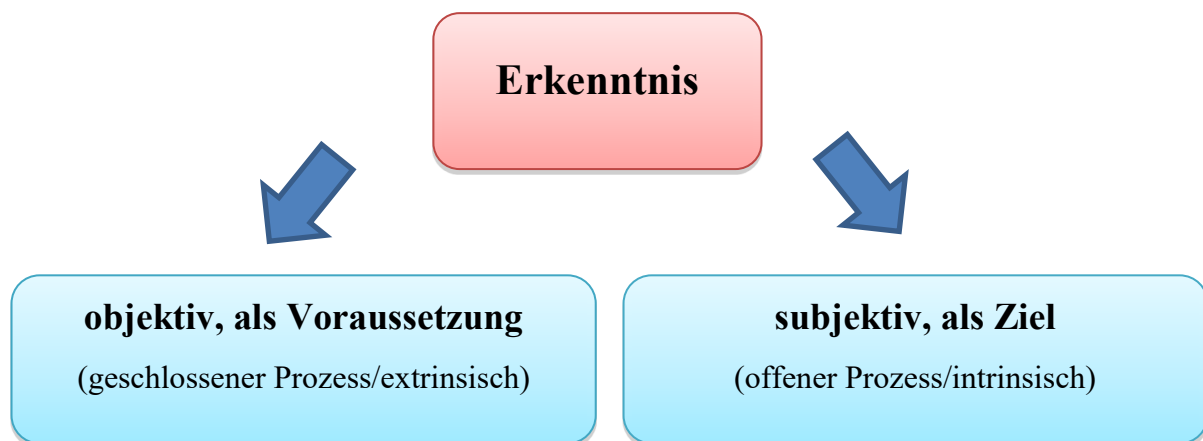 Erkenntnis
objektiv, als Voraussetzung
(geschlossener Prozess/extrinsisch)
subjektiv, als Ziel
(offener Prozess/intrinsisch)